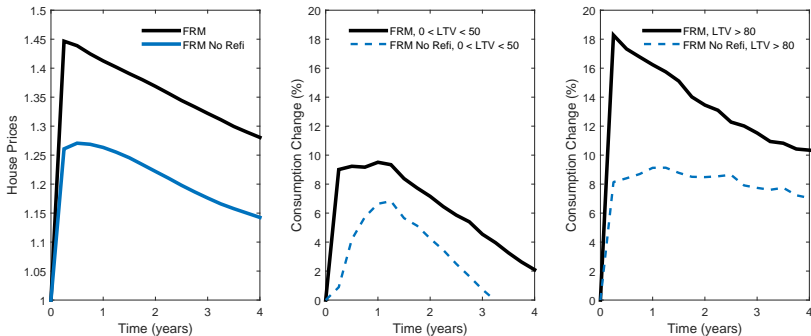 FRM
FRM No Refi
1.5
1.45
1.4
1.35
1.3
1.25
1.2
1.15
1.1
1.05
1
House Prices
0 1 2 3 4
Time (years)
FRM, 0 < LTV < 50
FRM No Refi, 0 < LTV < 50
20
18
16
14
12
10
8
6
4
2
0
Consumption Change (%)
0 1 2 3 4
Time (years)
FRM, LTV > 80
FRM No Refi, LTV > 80
20
18
16
14
12
10
8
6
4
2
0
Consumption Change (%)
0 1 2 3 4
Time (years)